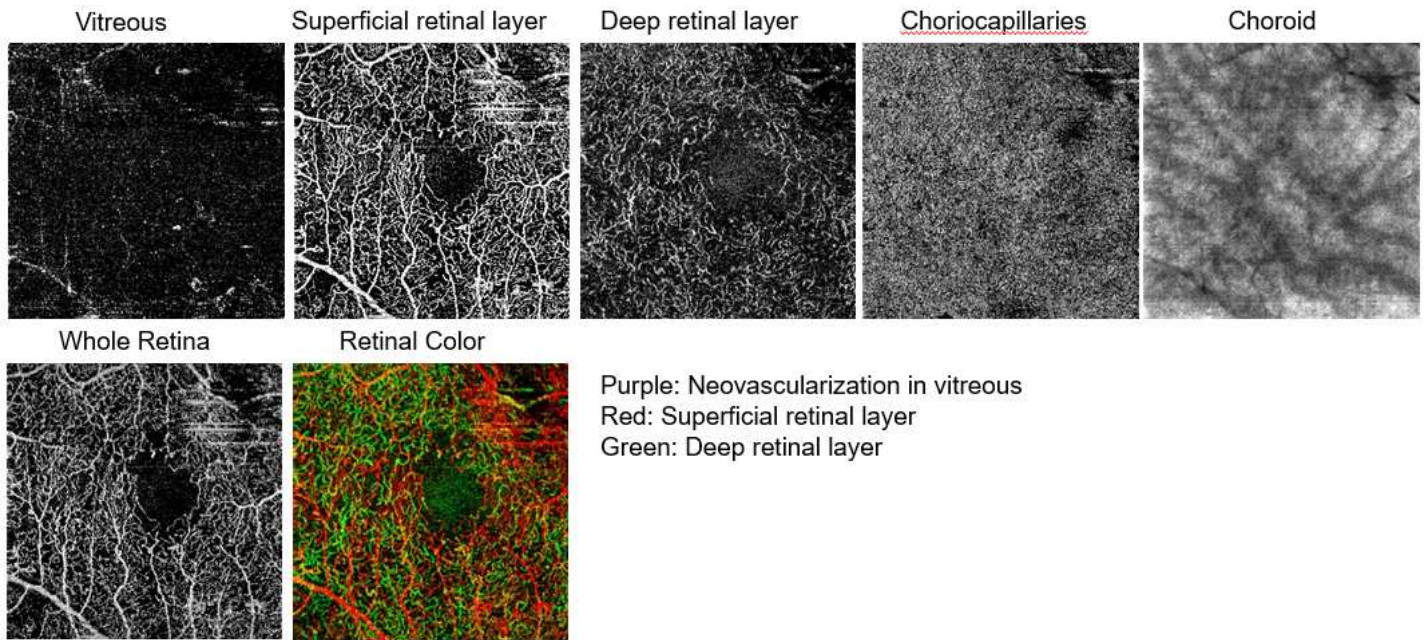 Vitreous
Superficial retinal layer
Deep retinal layer
Choriocapillaries
Choroid
Whole Retina
Retinal Color
Purple: Neovascularization in vitreous
Red: Superficial retinal layer
Green: Deep retinal layer